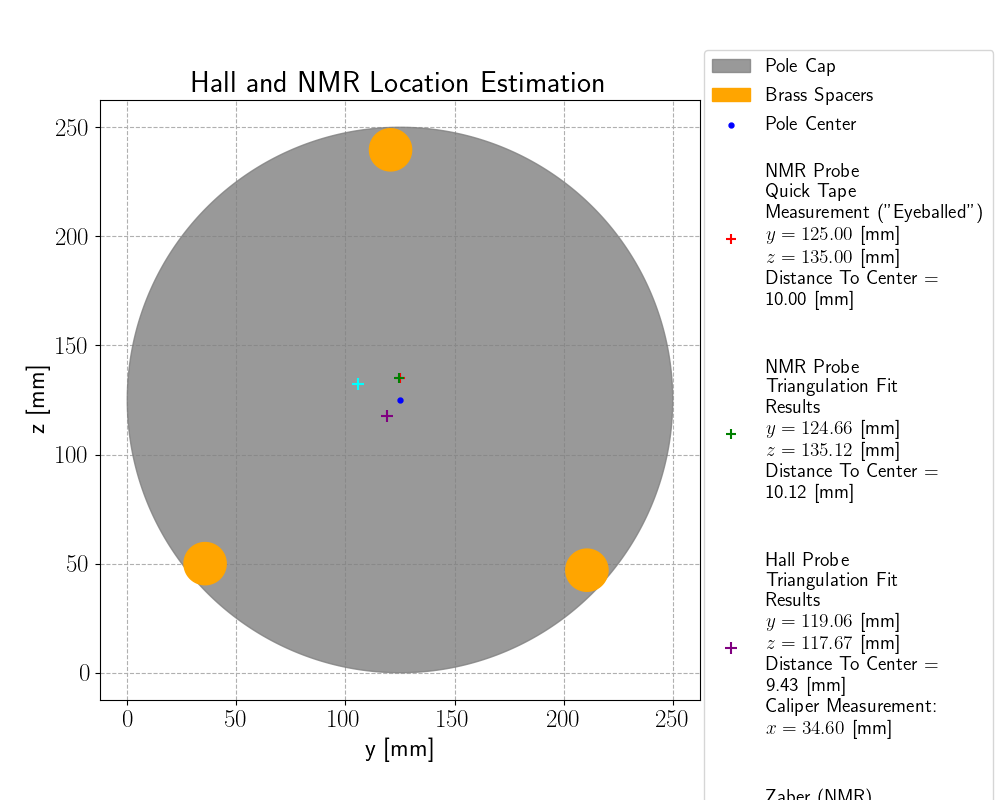 Hall and NMR Location Estimation
250
200
150
100
50
0
z [mm]
0 50 100 150 200 250
y [mm]
Pole Cap
Brass Spacers
Pole Center
NMR Probe
Quick Tape
Measurement ("Eyeballed")
y = 125.00 [mm]
z = 135.00 [mm]
Distance To Center =
10.00 [mm]
NMR Probe
Triangulation Fit
Results
y = 124.66 [mm]
z = 135.12 [mm]
Distance To Center =
10.12 [mm]
Hall Probe
Triangulation Fit
Results
y = 119.06 [mm]
z = 117.67 [mm]
Distance To Center =
9.43 [mm]
Caliper Measurement:
x = 34.60 [mm]
Zaber (NMR)